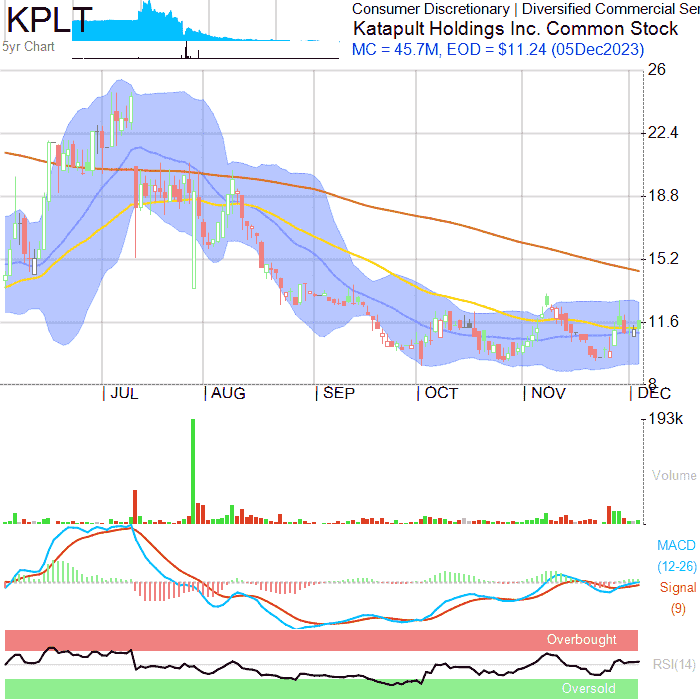 KPLT
5yr Chart
Consumer Discretionary | Diversified Commercial Ser
Katapult Holdings Inc. Common Stock
MC = 45.7M, EOD = $11.24 (05Dec2023)
26
22.4
18.8
15.2
11.6
8
JUL AUG SEP OCT NOV DEC
193k
Volume
MACD
(12-26)
Signal
(9)
Overbought
RSI(14)
Oversold